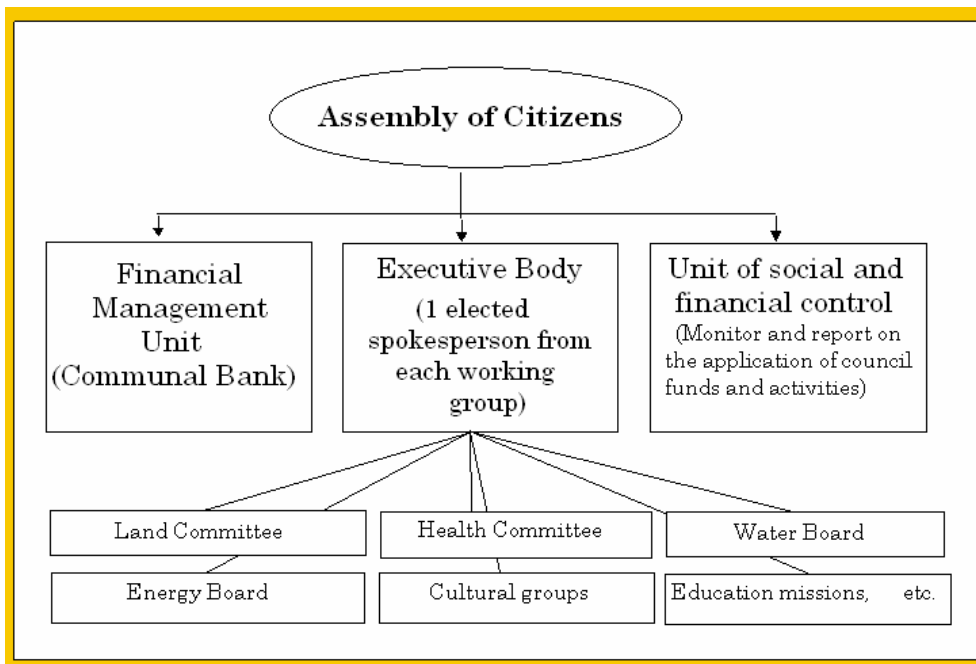 Assembly of Citizens
Financial
Management
Unit
(Communal Bank)
Executive Body
(1 elected
spokesperson from
each working
group)
Unit of social and
financial control
(Monitor and report on
the application of council
funds and activities)
Land Committee
Health Committee
Water Board
Energy Board
Cultural groups
Education missions, etc.